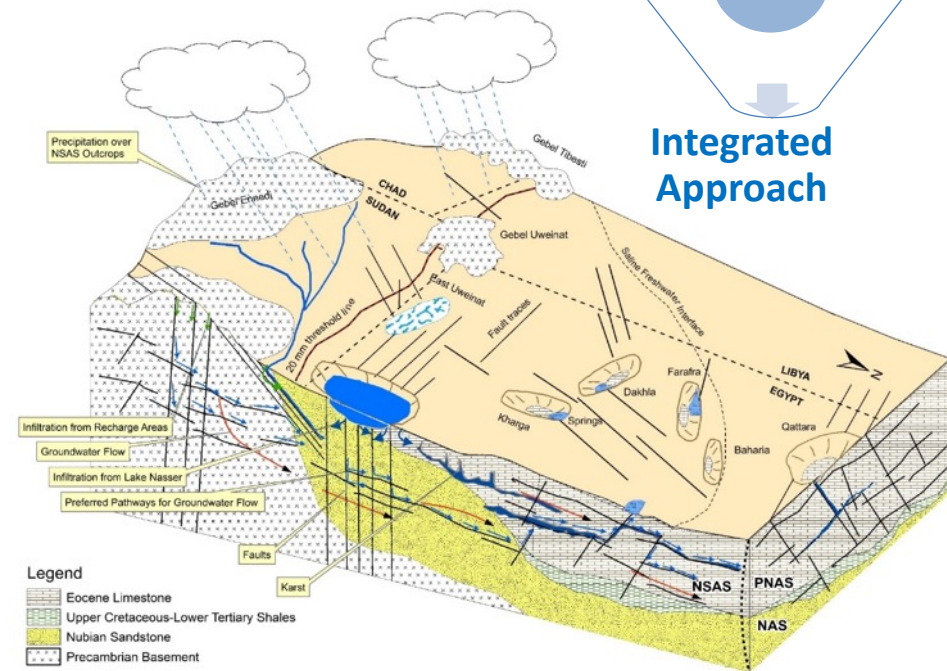 Integrated
Approach
Precipitation over
NSAS Outcrops
Gebel Ennedi
Gebel Tibesti
CHAD
SUDAN
Gebel Uweinat
East Uweinat
20 mm threshold line
Fault traces
Saline Freshwater Interface
LIBYA
EGYPT
N
Farafra
Dakhla
Kharga
Springs
Qattara
Baharia
Infiltration from Recharge Areas
Groundwater Flow
Infiltration from Lake Nasser
Preferred Pathways for Groundwater Flow
Faults
Karst
NSAS
PNAS
NAS
Legend
Eocene Limestone
Upper Cretaceous-Lower Tertiary Shales
Nubian Sandstone
Precambrian Basement